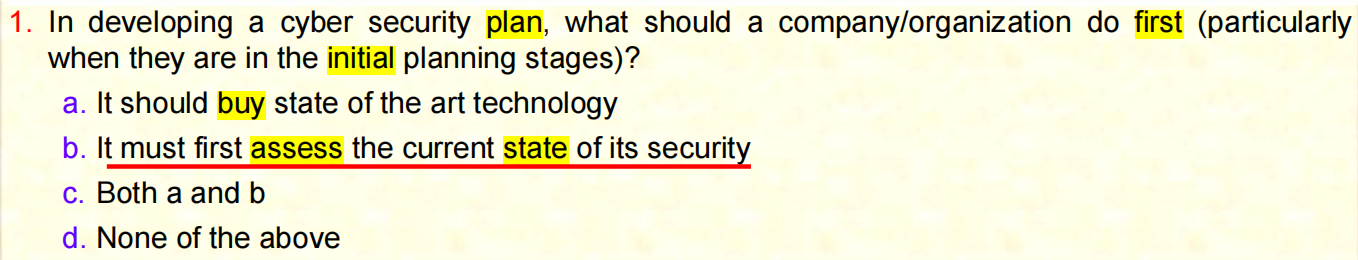 1. In developing a cyber security plan, what should a company/organization do first (particularly
when they are in the initial planning stages)?
a. It should buy state of the art technology
b. It must first assess the current state of its security
c. Both a and b
d. None of the above